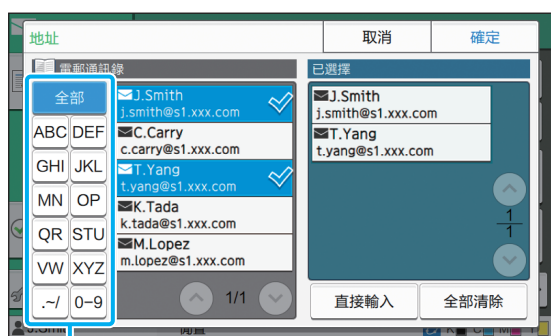 地址
取消
確定
電郵通訊錄
已選擇
全部
ABC DEF
GHI JKL
MN OP
QR STU
VW XYZ
.~/ 0-9
J.Smith
j.smith@s1.xxx.com
C.Carry
c.carry@s1.xxx.com
T.Yang
t.yang@s1.xxx.com
K.Tada
k.tada@s1.xxx.com
M.Lopez
m.lopez@s1.xxx.com
1/1
J.Smith
j.smith@s1.xxx.com
T.Yang
t.yang@s1.xxx.com
1
1
直接輸入
全部清除
J.Smith
閒置
K C M